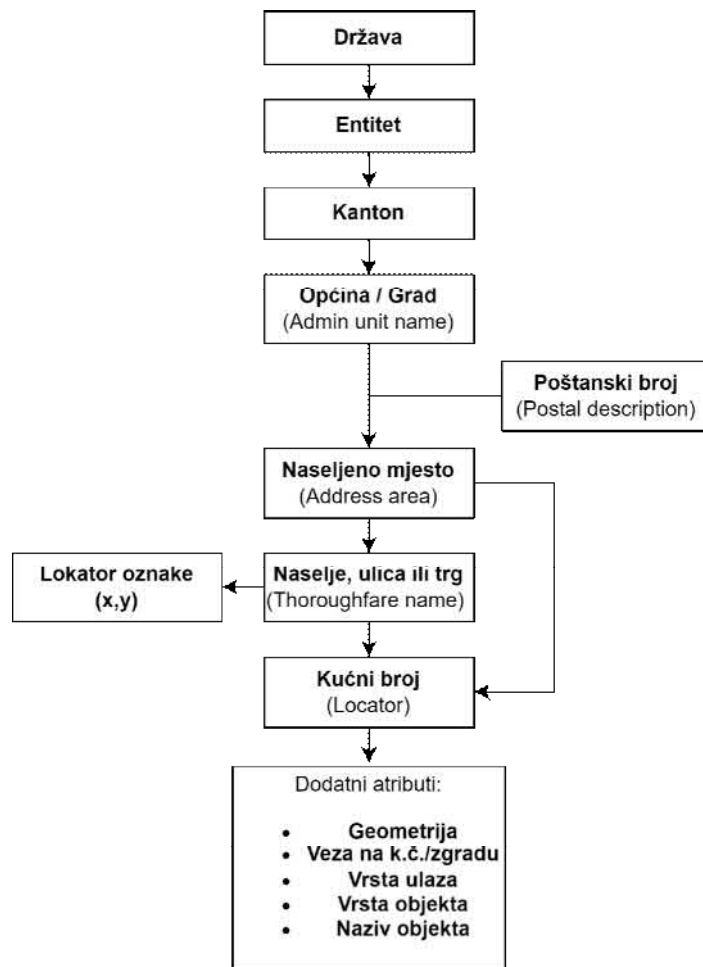 Država
Entitet
Kanton
Općina / Grad
(Admin unit name)
Poštanski broj
(Postal description)
Naseljeno mjesto
(Address area)
Lokator oznake
(x,y)
Naselje, ulica ili trg
(Thoroughfare name)
Kućni broj
(Locator)
Dodatni atributi:
• Geometrija
• Veza na k.č./zgradu
• Vrsta ulaza
• Vrsta objekta
• Naziv objekta